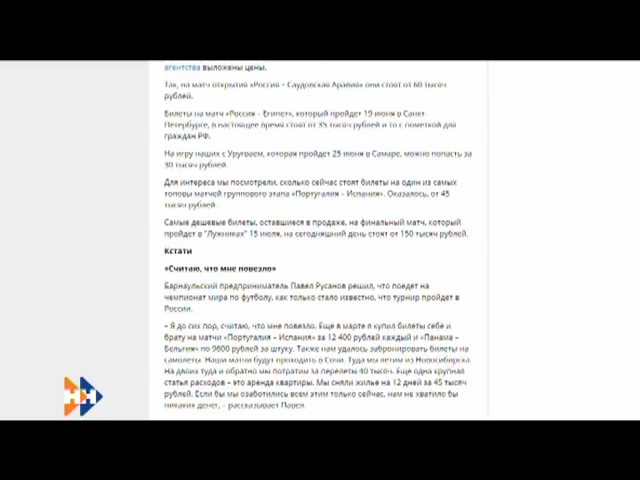 агентства выложены цены.
Так, на матч открытия «Россия – Саудовская Аравия» они стоят от 60 тысяч
рублей.
Билеты на матч «Россия – Египет», который пройдет 19 июня в Санкт-
Петербурге, в настоящее время стоят от 35 тысяч рублей и то с пометкой для
граждан РФ.
На игру наших с Уругваем, которая пройдет 25 июня в Самаре, можно попасть за
30 тысяч рублей.
Для интереса мы посмотрели, сколько сейчас стоят билеты на один из самых
топовы матчей группового этапа «Португалия – Испания». Оказалось, от 45
тысяч рублей.
Самые дешевые билеты, оставшиеся в продаже, на финальный матч, который
пройдет в "Лужниках" 15 июля, на сегодняшний день стоят от 150 тысяч рублей.
Кстати
«Считаю, что мне повезло»
Барнаульский предприниматель Павел Русанов решил, что поедет на
чемпионат мира по футболу, как только стало известно, что турнир пройдет в
России.
– Я до сих пор, считаю, что мне повезло. Еще в марте я купил билеты себе и
брату на матчи «Португалия – Испания» за 12 400 рублей каждый и «Панама –
Бельгия» по 9600 рублей за штуку. Также нам удалось забронировать билеты на
самолеты. Наши матчи будут проходить в Сочи. Туда мы летим из Новосибирска.
На двоих туда и обратно мы потратим за перелеты 40 тысяч. Еще одна крупная
статья расходов – это аренда квартиры. Мы сняли жилье на 12 дней за 45 тысяч
рублей. Если бы мы озаботились всем этим только сейчас, нам не хватило бы
никаких денег, – рассказывает Павел.
НН